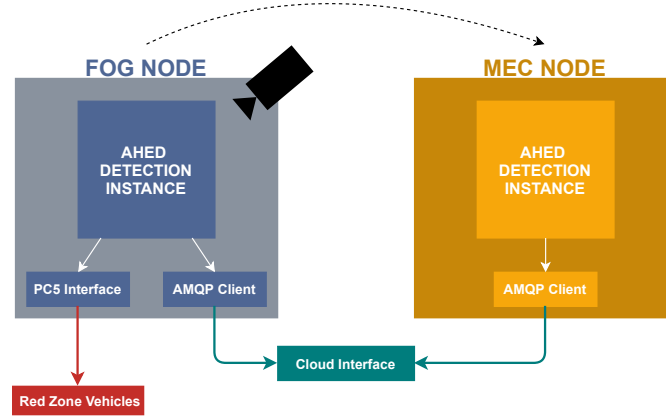 FOG NODE
MEC NODE
AHED
DETECTION
INSTANCE
AHED
DETECTION
INSTANCE
PC5 Interface
AMQP Client
AMQP Client
Cloud Interface
Red Zone Vehicles